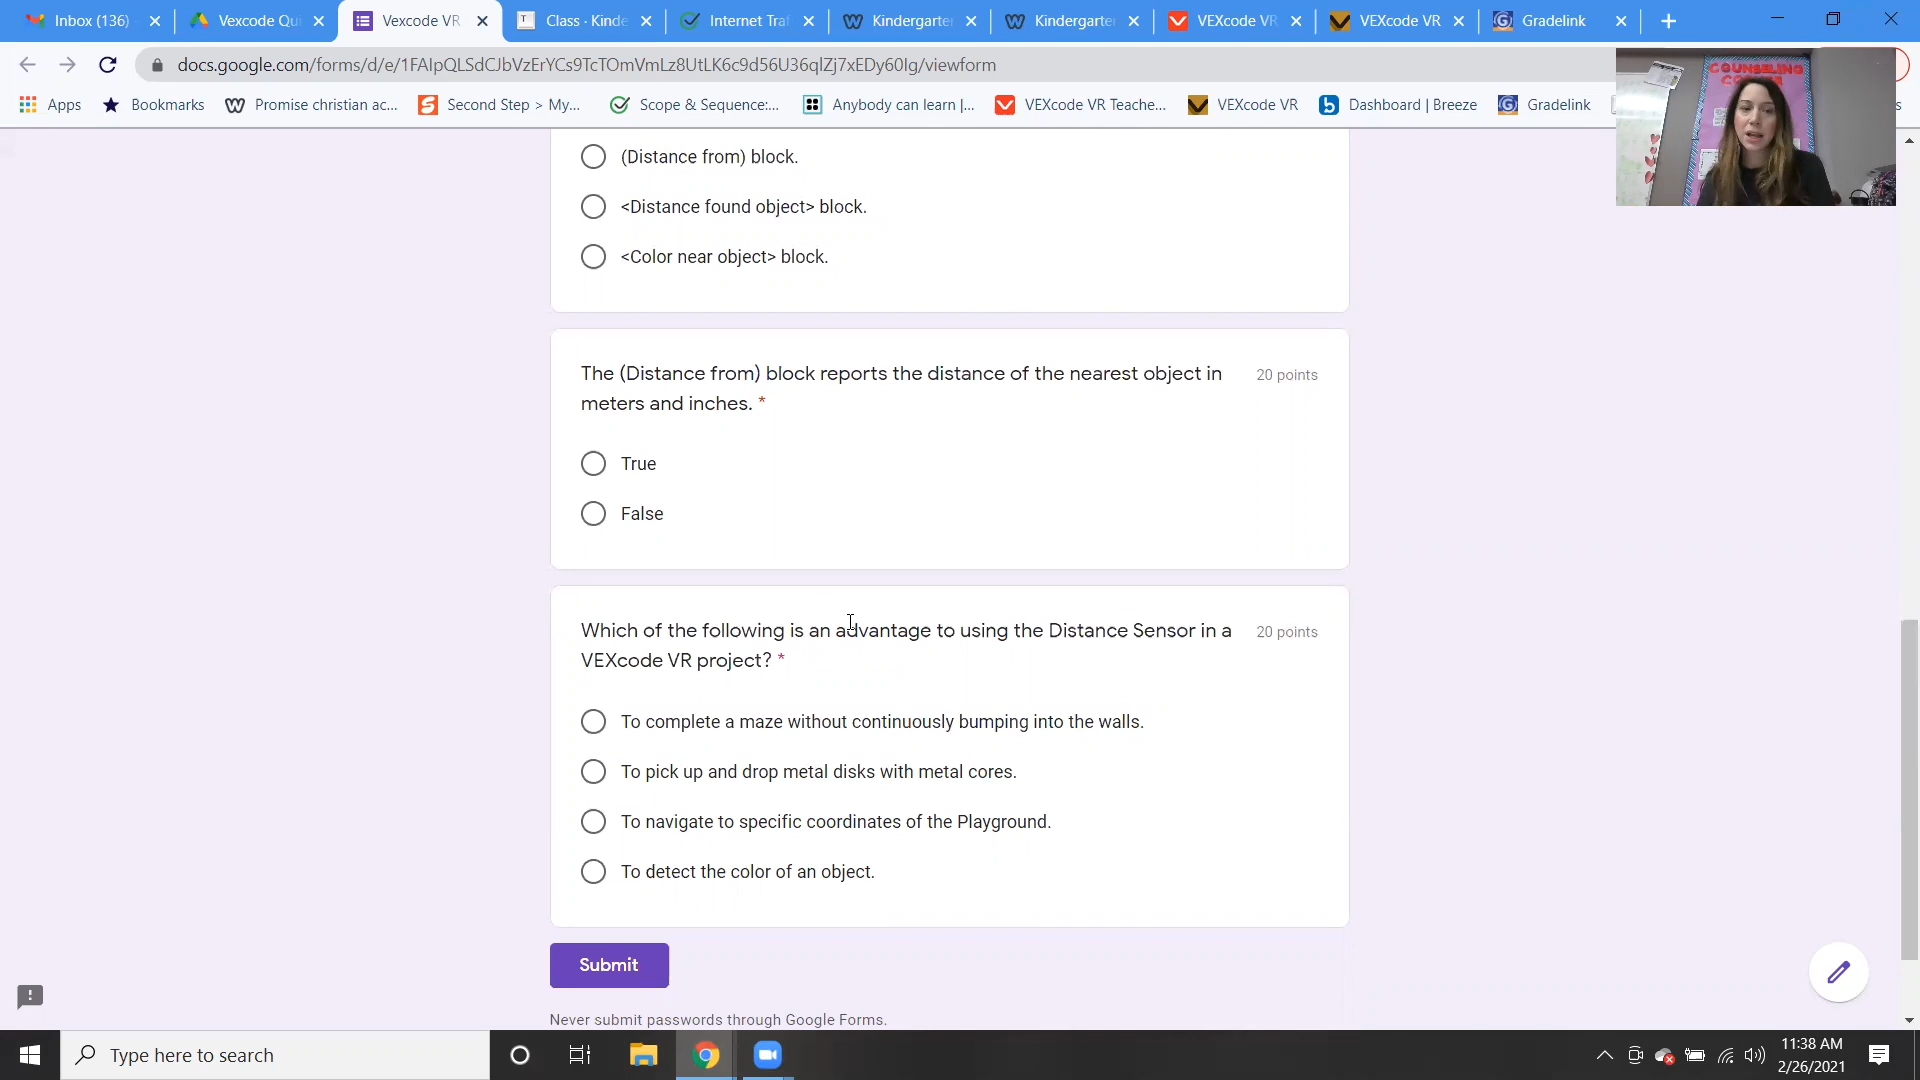 Inbox (136)
Vexcode Qui
Vexcode VR
Class · Kinde
Internet Traf
Kindergarte
Kindergarte
VEXcode VR
VEXcode VR
Gradelink
docs.google.com/forms/d/e/1FAIpQLSdCJbVzErYCs9TcTOmVmLz8UtLK6c9d56U36qlZj7xEDy60Ig/viewform
Apps
Bookmarks
Promise christian ac...
Second Step > My...
Scope & Sequence:...
Anybody can learn |...
VEXcode VR Teache...
VEXcode VR
Dashboard | Breeze
Gradelink
COUNSELING
(Distance from) block.
<Distance found object> block.
<Color near object> block.
The (Distance from) block reports the distance of the nearest object in
meters and inches. *
20 points
True
False
Which of the following is an advantage to using the Distance Sensor in a
VEXcode VR project? *
20 points
To complete a maze without continuously bumping into the walls.
To pick up and drop metal disks with metal cores.
To navigate to specific coordinates of the Playground.
To detect the color of an object.
Submit
Never submit passwords through Google Forms.
Type here to search
11:38 AM
2/26/2021